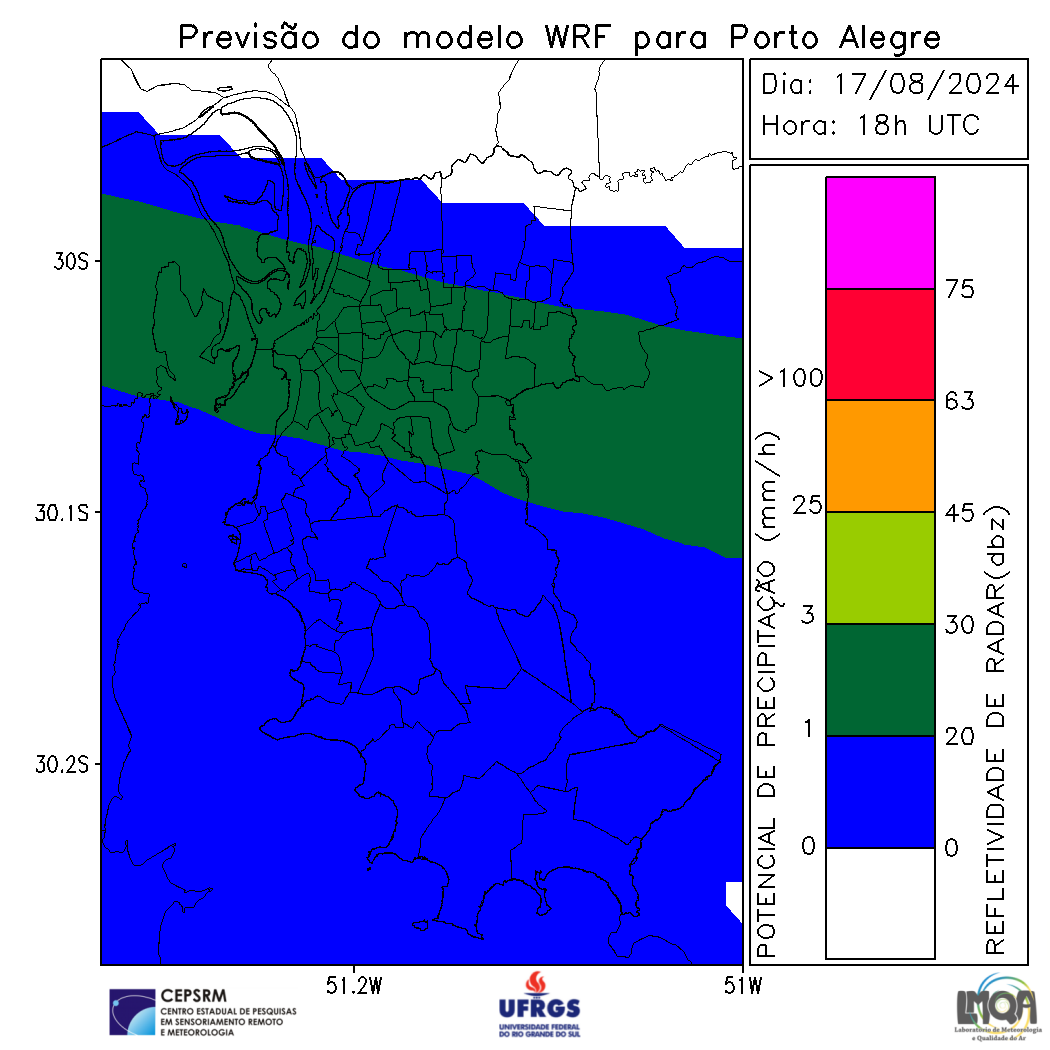 Previsão do modelo WRF para Porto Alegre
Dia: 17/08/2024
Hora: 18h UTC
30S
30.1S
30.2S
51.2W
51W
POTENCIAL DE PRECIPITAÇÃO (mm/h)
>100
25
3
1
0
75
63
45
30
20
0
REFLETIVIDADE DE RADAR(dbz)
CEPSRM
CENTRO ESTADUAL DE PESQUISAS
EM SENSORIAMENTO REMOTO
E METEOROLOGIA
UFRGS
UNIVERSIDADE FEDERAL
DO RIO GRANDE DO SUL
LMQA
Laboratório de Meteorologia
e Qualidade do Ar